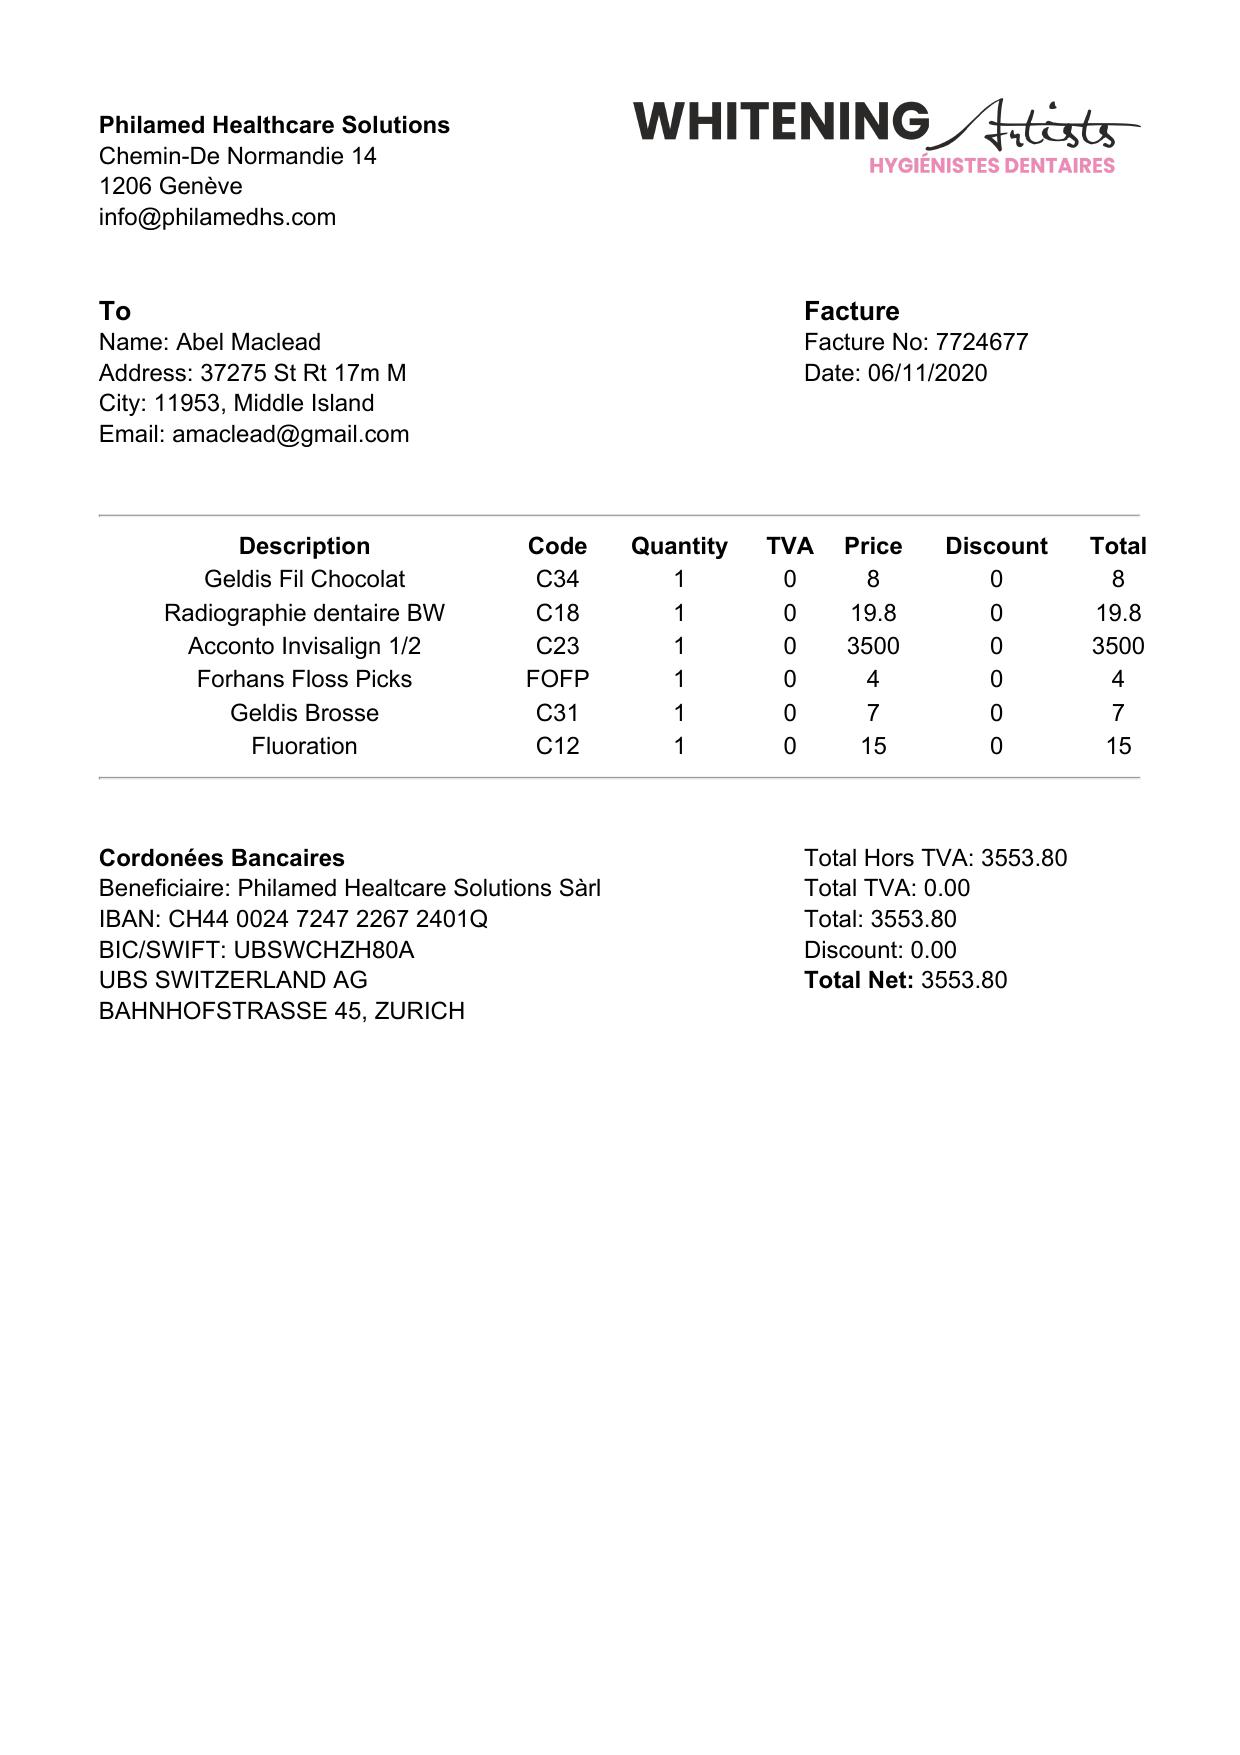 Philamed Healthcare Solutions
Chemin-De Normandie 14
1206 Genève
info@philamedhs.com
WHITENING Artists
HYGIÉNISTES DENTAIRES
To
Name: Abel Maclead
Address: 37275 St Rt 17m M
City: 11953, Middle Island
Email: amaclead@gmail.com
Facture
Facture No: 7724677
Date: 06/11/2020
Description Code Quantity TVA Price Discount Total
Geldis Fil Chocolat C34 1 0 8 0 8
Radiographie dentaire BW C18 1 0 19.8 0 19.8
Acconto Invisalign 1/2 C23 1 0 3500 0 3500
Forhans Floss Picks FOFP 1 0 4 0 4
Geldis Brosse C31 1 0 7 0 7
Fluoration C12 1 0 15 0 15
Cordonées Bancaires
Beneficiaire: Philamed Healtcare Solutions Sàrl
IBAN: CH44 0024 7247 2267 2401Q
BIC/SWIFT: UBSWCHZH80A
UBS SWITZERLAND AG
BAHNHOFSTRASSE 45, ZURICH
Total Hors TVA: 3553.80
Total TVA: 0.00
Total: 3553.80
Discount: 0.00
Total Net: 3553.80